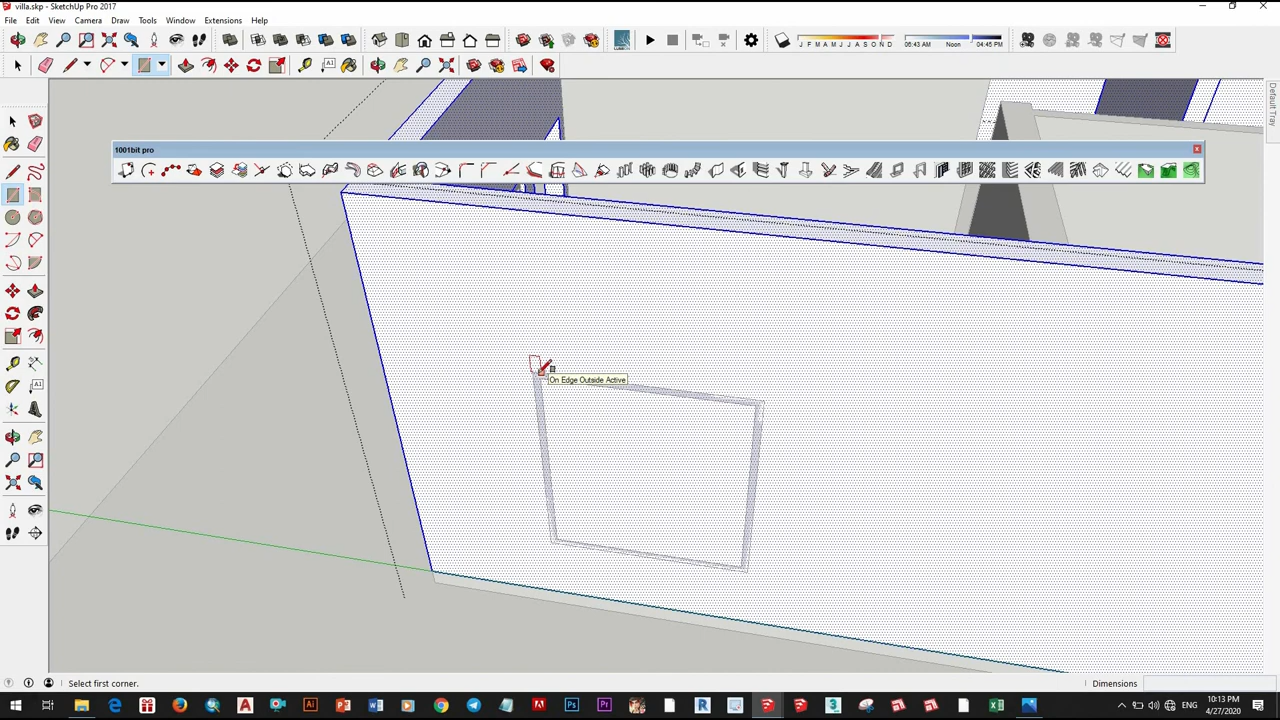 villa.skp - SketchUp Pro 2017
File Edit View Camera Draw Tools Window Extensions Help
J F M A M J J A S O N D 06:43 AM Noon 04:45 PM
1001bit pro
Default Tray
On Edge Outside Active
Select first corner.
Dimensions
ENG
10:13 PM
4/27/2020